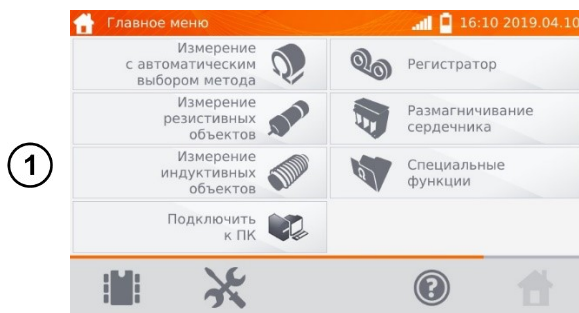 1
Главное меню
16:10 2019.04.10
Измерение
с автоматическим
выбором метода
Регистратор
Измерение
резистивных
объектов
Размагничивание
сердечника
Измерение
индуктивных
объектов
Специальные
функции
Подключить
к ПК